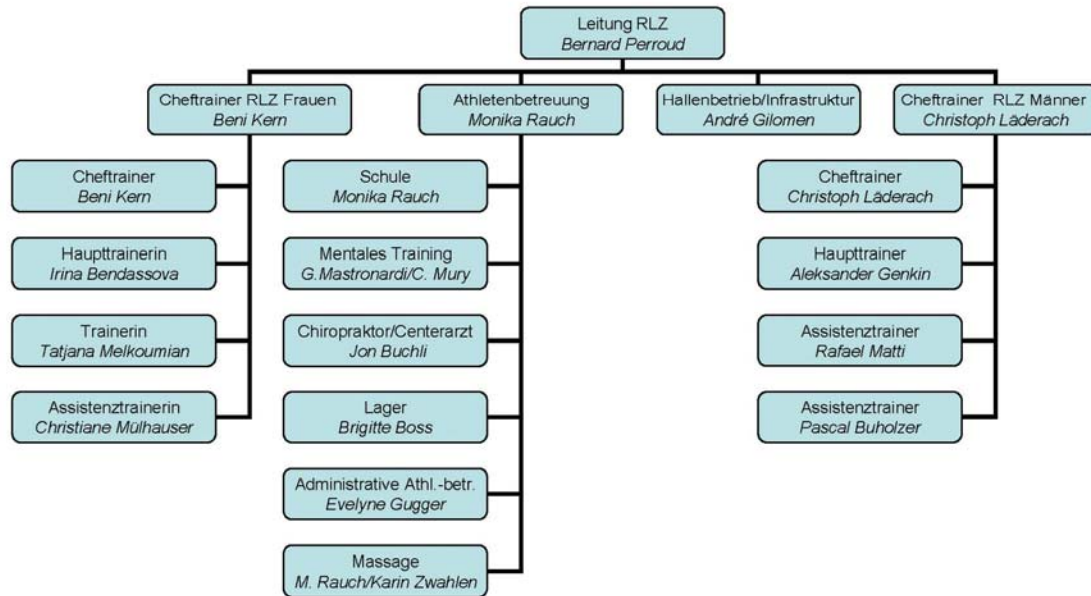 Leitung RLZ
Bernard Perroud
Cheftrainer RLZ Frauen
Beni Kern
Athletenbetreuung
Monika Rauch
Hallenbetrieb/Infrastruktur
André Gilomen
Cheftrainer RLZ Männer
Christoph Läderach
Cheftrainer
Beni Kern
Haupttrainerin
Irina Bendassova
Trainerin
Tatjana Melkoumian
Assistenztrainerin
Christiane Mülhauser
Schule
Monika Rauch
Mentales Training
G.Mastronardi/C. Mury
Chiropraktor/Centerarzt
Jon Buchli
Lager
Brigitte Boss
Administrative Athl.-betr.
Evelyne Gugger
Massage
M. Rauch/Karin Zwahlen
Cheftrainer
Christoph Läderach
Haupttrainer
Aleksander Genkin
Assistenztrainer
Rafael Matti
Assistenztrainer
Pascal Buholzer